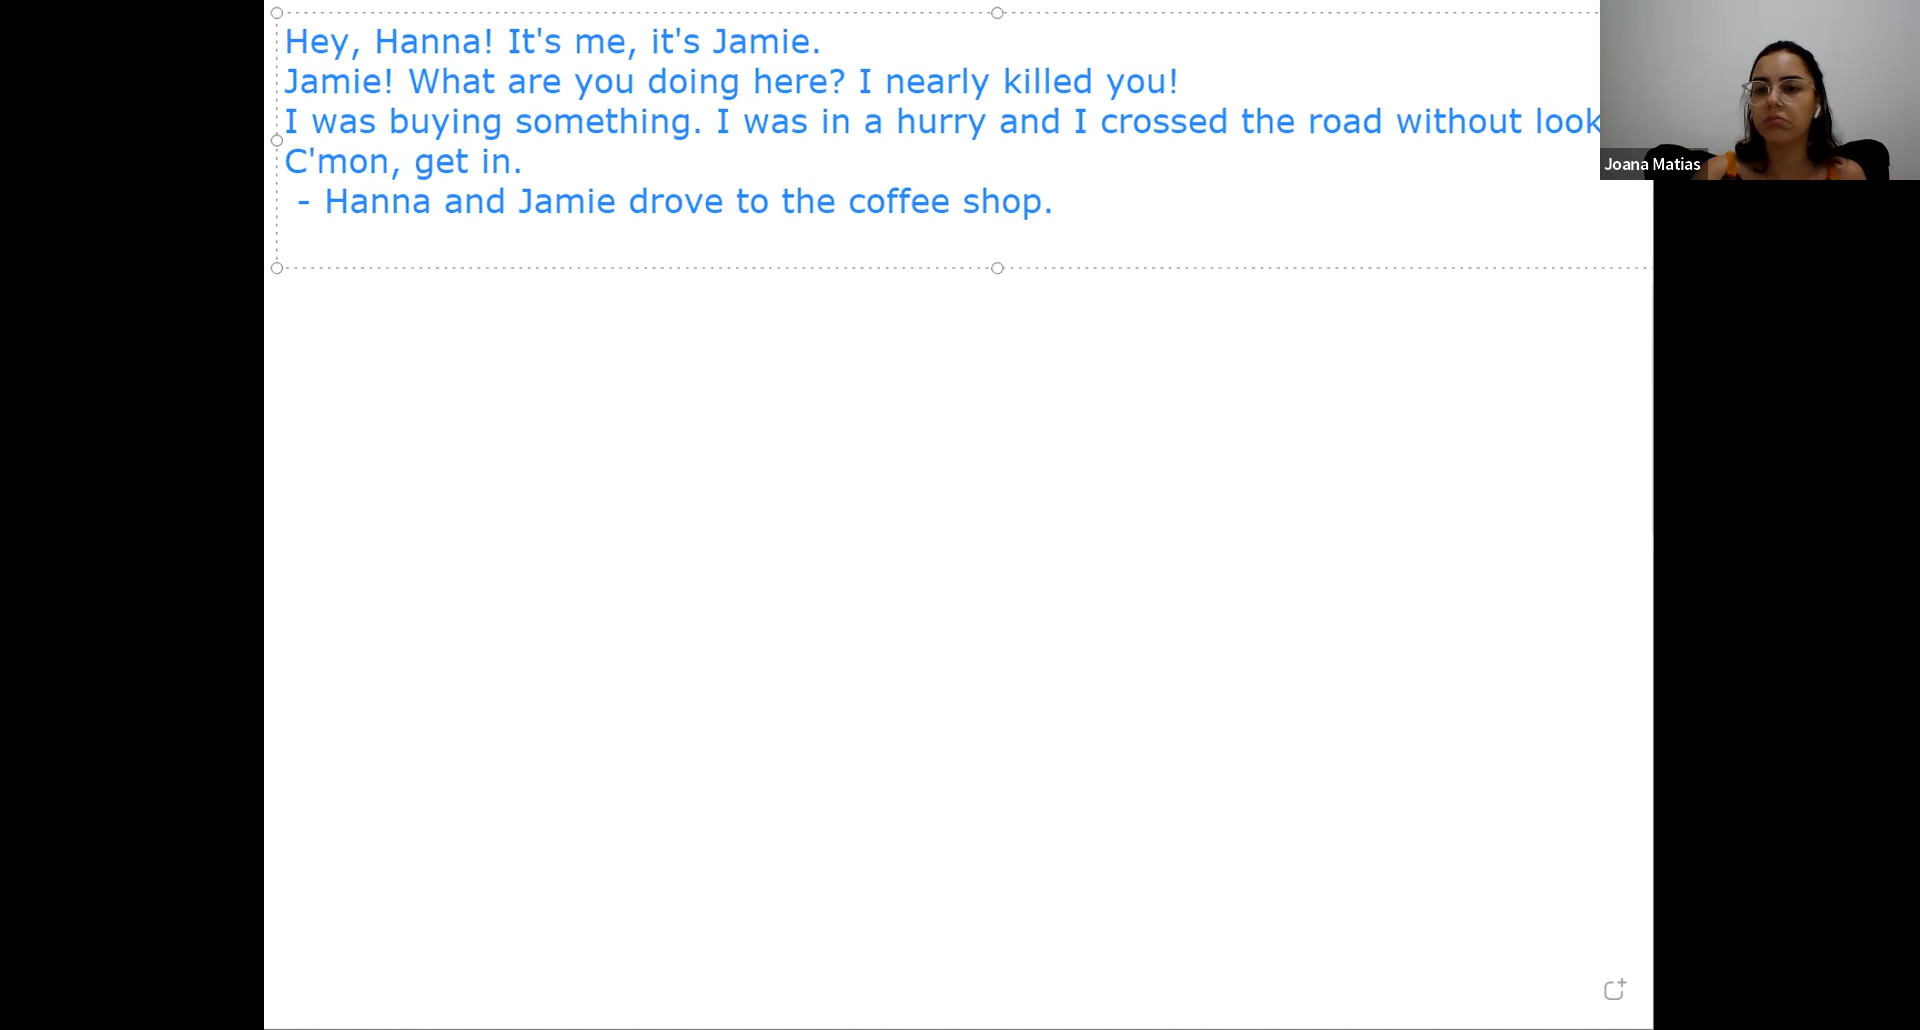 Hey, Hanna! It's me, it's Jamie.
Jamie! What are you doing here? I nearly killed you!
I was buying something. I was in a hurry and I crossed the road without look
C'mon, get in.
- Hanna and Jamie drove to the coffee shop.
Joana Matias